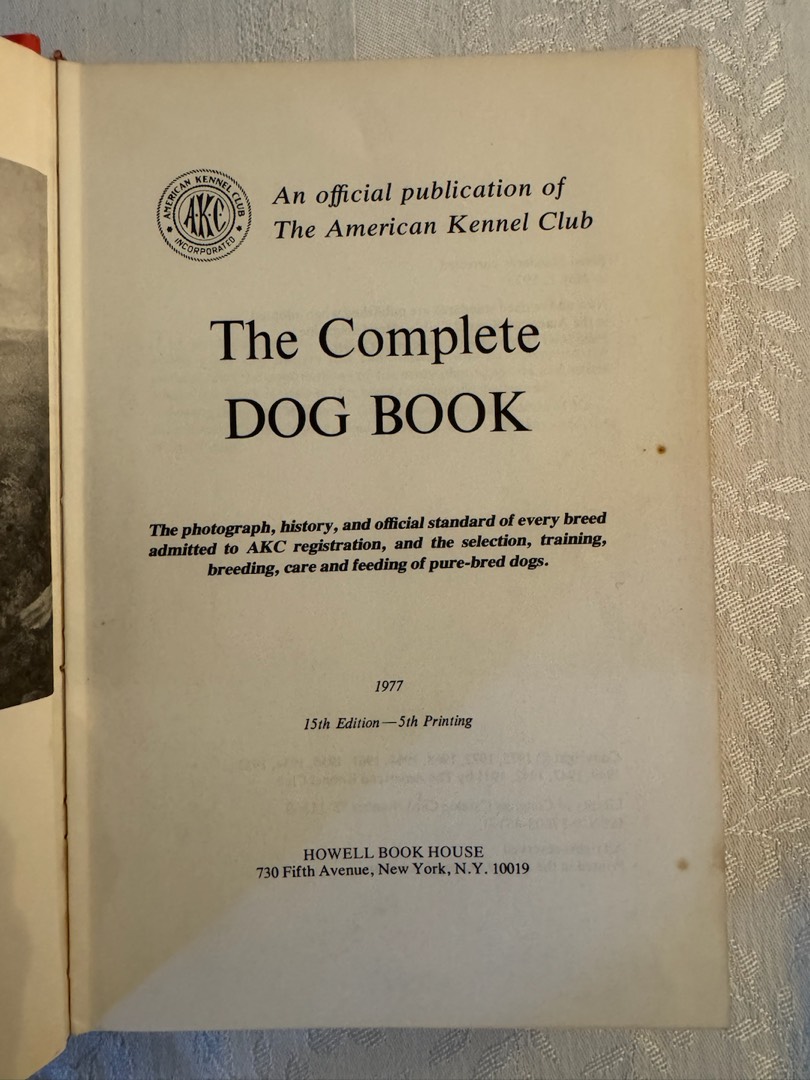 AMERICAN KENNEL CLUB
A·K·C
INCORPORATED
An official publication of
The American Kennel Club
The Complete
DOG BOOK
The photograph, history, and official standard of every breed
admitted to AKC registration, and the selection, training,
breeding, care and feeding of pure-bred dogs.
1977
15th Edition—5th Printing
HOWELL BOOK HOUSE
730 Fifth Avenue, New York, N.Y. 10019